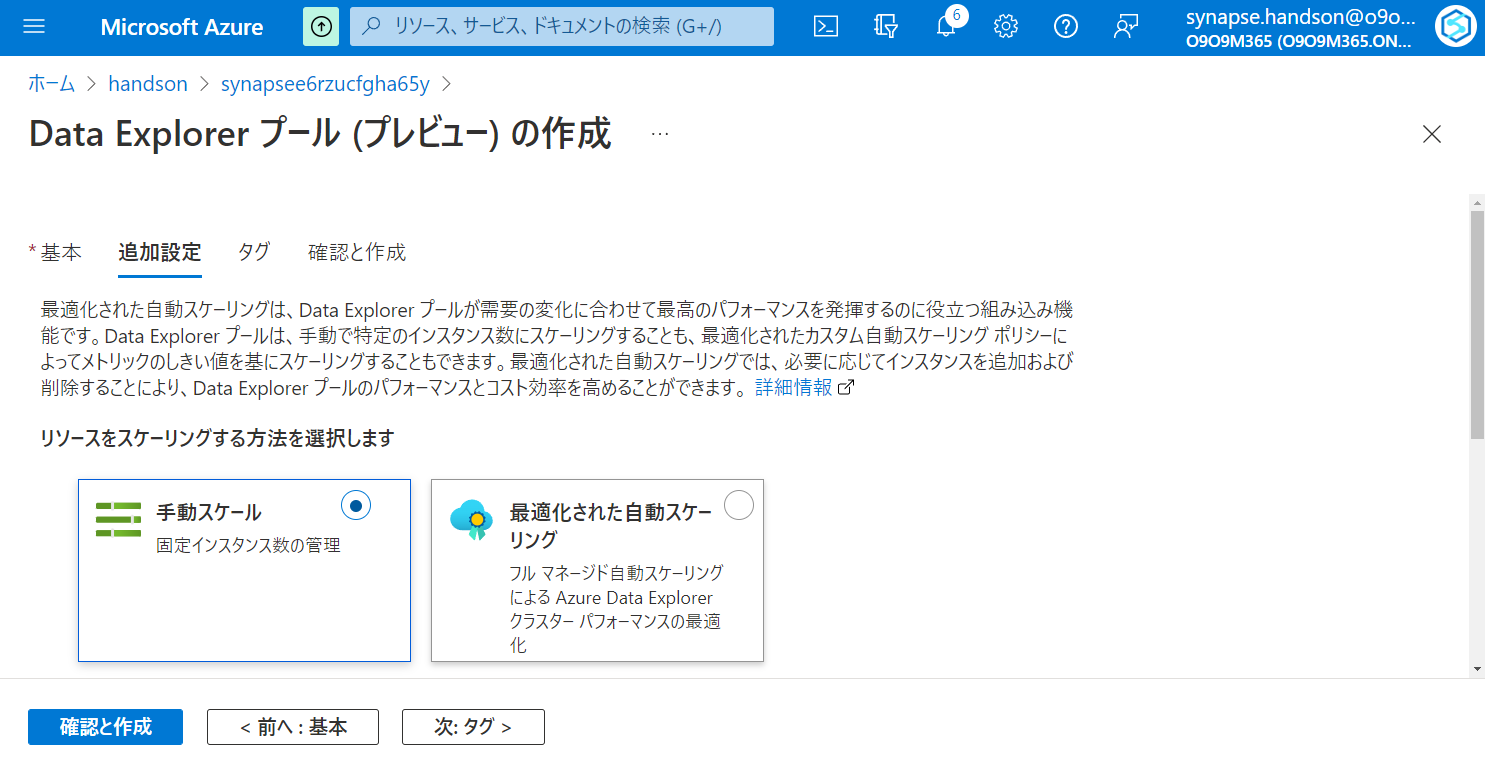 Microsoft Azure
リソース、サービス、ドキュメントの検索 (G+/)
6
synapse.handson@o9o...
O9O9M365 (O9O9M365.ON...
ホーム > handson > synapsee6rzucfgha65y >
Data Explorer プール (プレビュー) の作成 ...
* 基本 追加設定 タグ 確認と作成
最適化された自動スケーリングは、Data Explorer プールが需要の変化に合わせて最高のパフォーマンスを発揮するのに役立つ組み込み機
能です。Data Explorer プールは、手動で特定のインスタンス数にスケーリングすることも、最適化されたカスタム自動スケーリング ポリシーに
よってメトリックのしきい値を基にスケーリングすることもできます。最適化された自動スケーリングでは、必要に応じてインスタンスを追加および
削除することにより、Data Explorer プールのパフォーマンスとコスト効率を高めることができます。詳細情報
リソースをスケーリングする方法を選択します
手動スケール
固定インスタンス数の管理
最適化された自動スケー
リング
フル マネージド自動スケーリング
による Azure Data Explorer
クラスター パフォーマンスの最適
化
確認と作成
< 前へ : 基本
次: タグ >